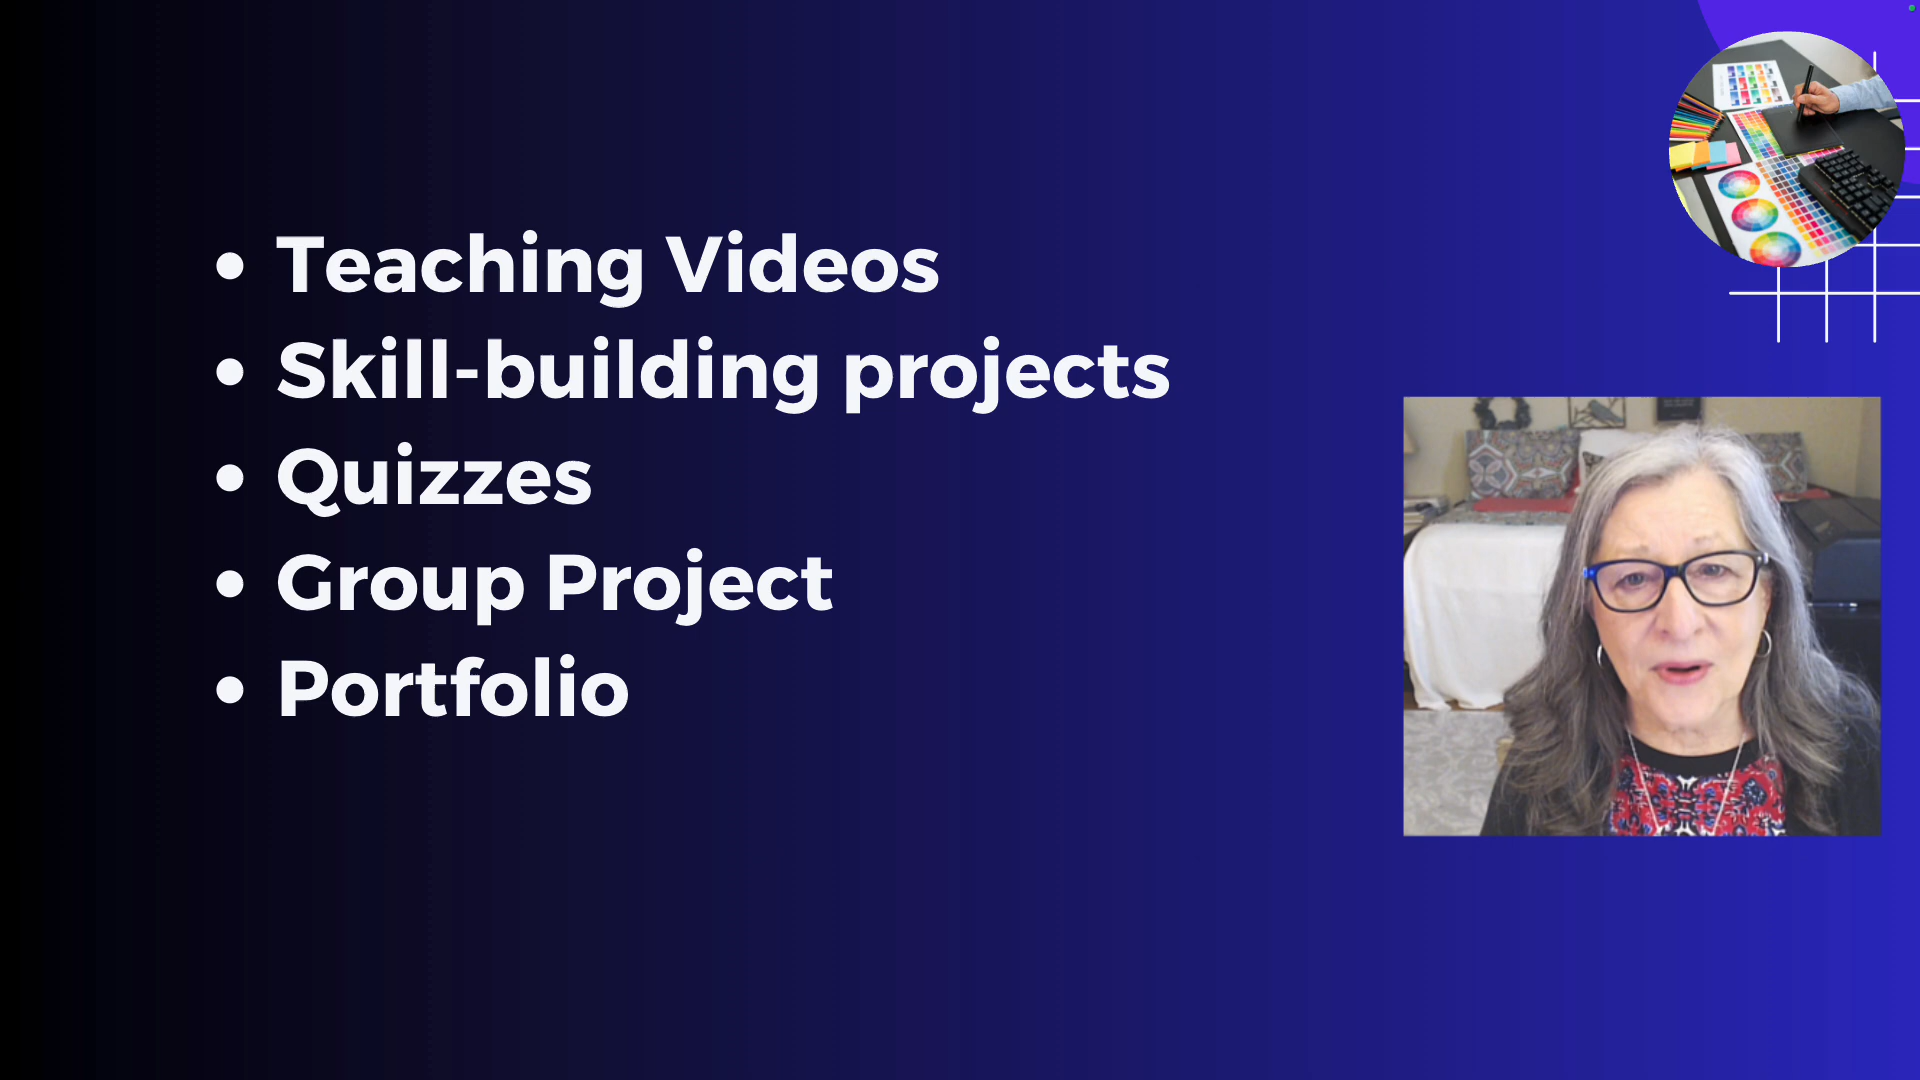 • Teaching Videos
• Skill-building projects
• Quizzes
• Group Project
• Portfolio